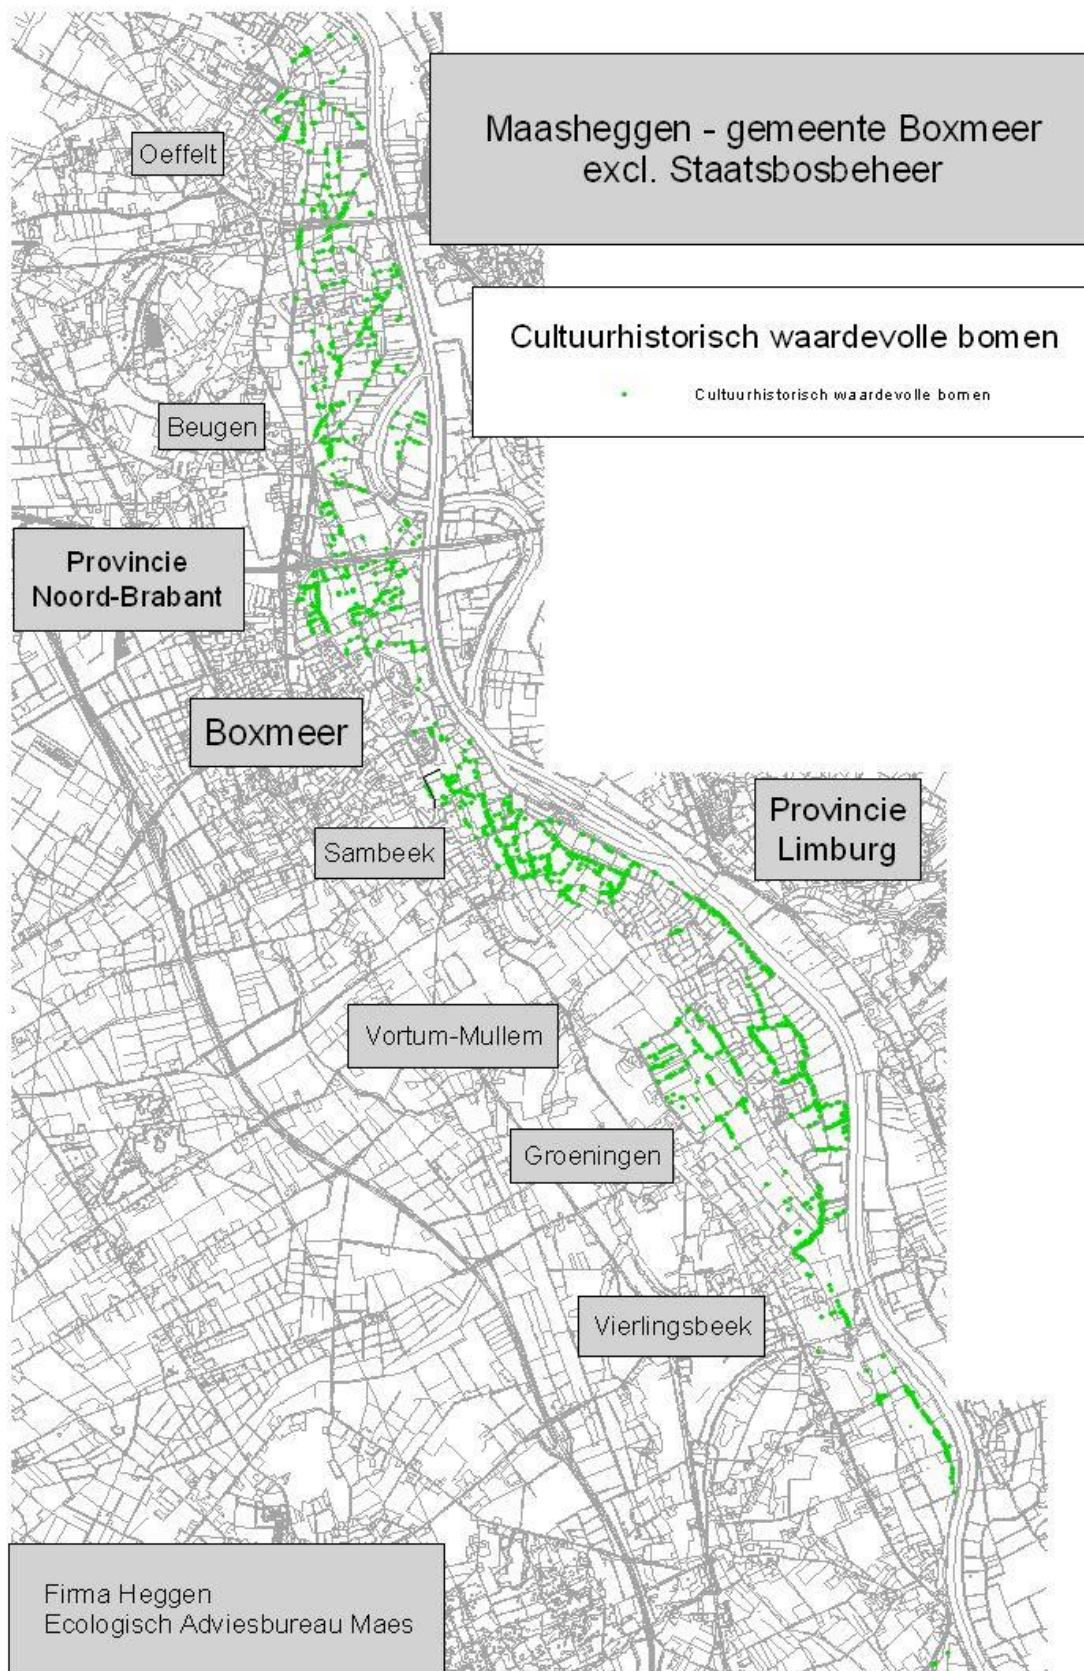 Maasheggen - gemeente Boxmeer
excl. Staatsbosbeheer
Oeffelt
Cultuurhistorisch waardevolle bomen
Cultuurhistorisch waardevolle bomen
Beugen
Provincie
Noord-Brabant
Boxmeer
Provincie
Limburg
Sambeek
Vortum-Mullem
Groeningen
Vierlingsbeek
Firma Heggen
Ecologisch Adviesbureau Maes